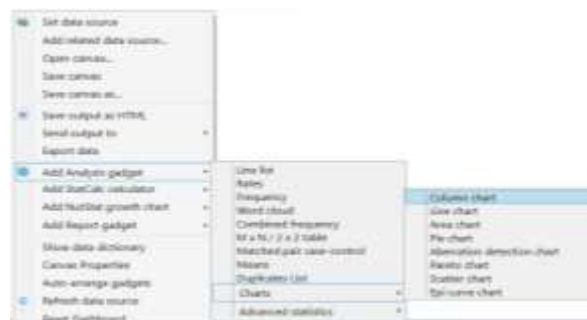 Set data source
Add related data source...
Open canvas...
Save canvas
Save canvas as...
Save output as HTML
Send output to
Export data
Add Analysis gadget
Add StatCalc calculator
Add NutStat growth chart
Add Report gadget
Show data dictionary
Canvas Properties
Auto-arrange gadgets
Refresh data source
Reset Dashboard
Line list
Rates
Frequency
Word cloud
Combined frequency
M x N / 2 x 2 table
Matched pair case-control
Means
Duplicates List
Charts
Advanced statistics
Column chart
Line chart
Area chart
Pie chart
Aberration detection chart
Pareto chart
Scatter chart
Epi curve chart